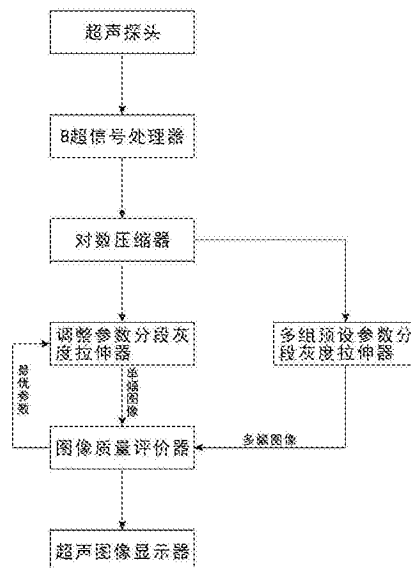 超声探头
B超信号处理器
对数压缩器
调整参数分段灰
度拉伸器
多组预设参数分
段灰度拉伸器
最优参数
单幅图像
多幅图像
图像质量评价器
超声图像显示器